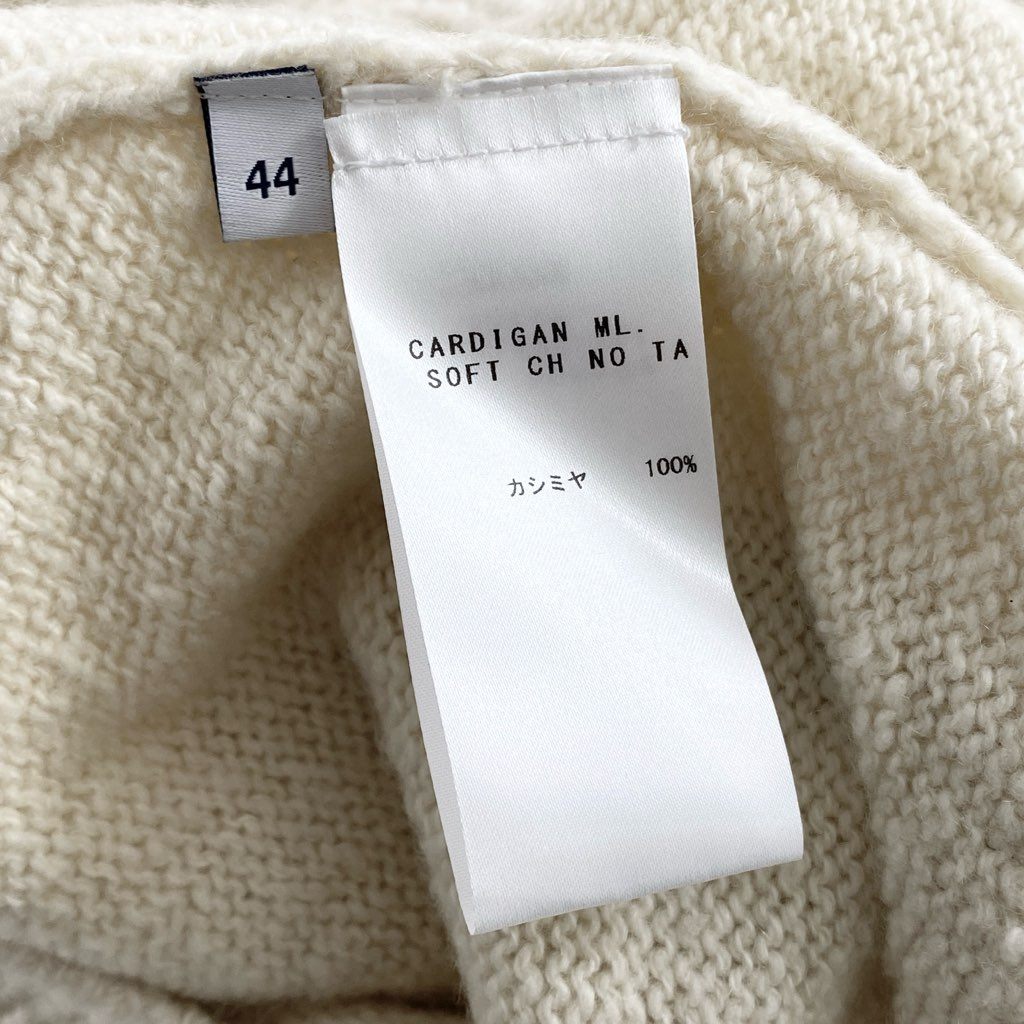 44
CARDIGAN ML.
SOFT CH NO TA
カシミヤ 100%